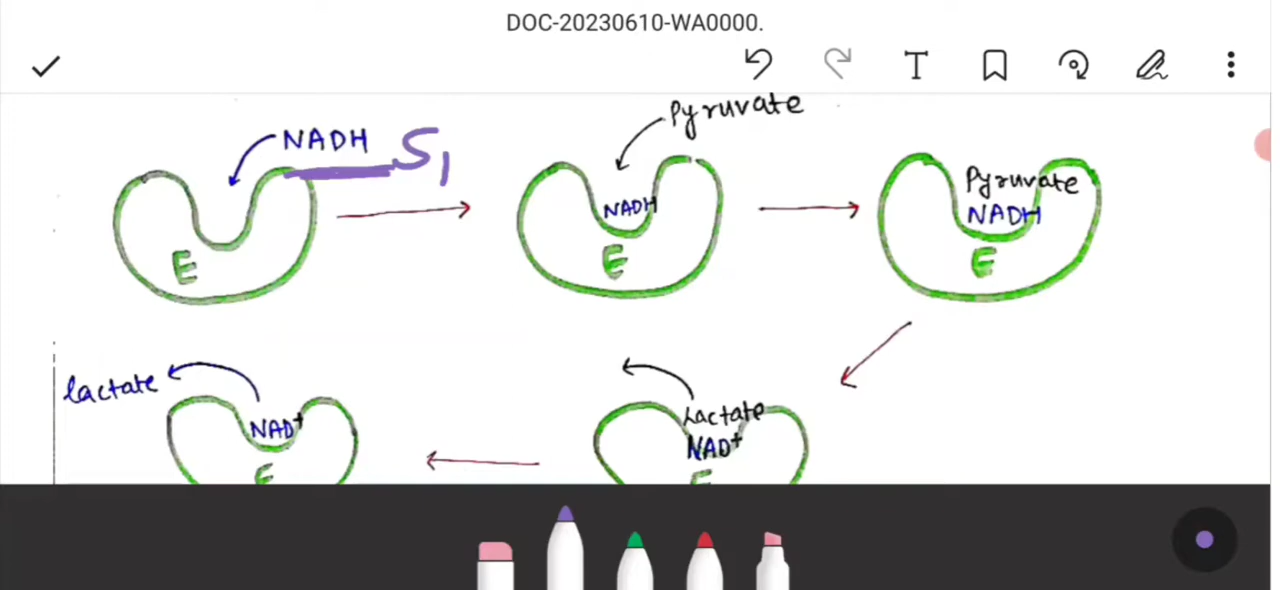 DOC-20230610-WA0000.
T
NADH S1
Pyruvate
E
NADH
E
Pyruvate
NADH
E
lactate
NAD+
E
Lactate
NAD+
E